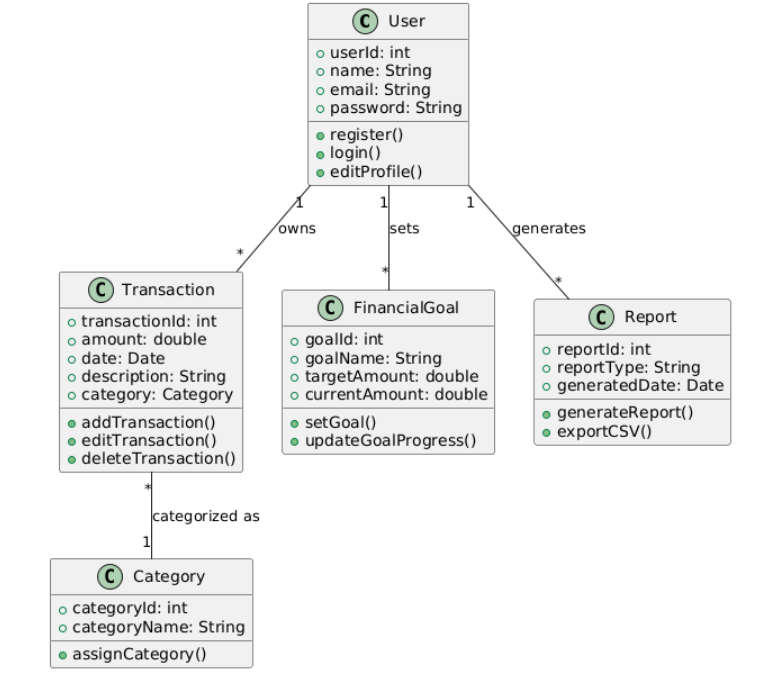 C User
userId: int
name: String
email: String
password: String
register()
login()
editProfile()
1
1
1
owns
sets
generates
*
*
*
C Transaction
transactionId: int
amount: double
date: Date
description: String
category: Category
addTransaction()
editTransaction()
deleteTransaction()
C FinancialGoal
goalId: int
goalName: String
targetAmount: double
currentAmount: double
setGoal()
updateGoalProgress()
C Report
reportId: int
reportType: String
generatedDate: Date
generateReport()
exportCSV()
*
categorized as
1
C Category
categoryId: int
categoryName: String
assignCategory()